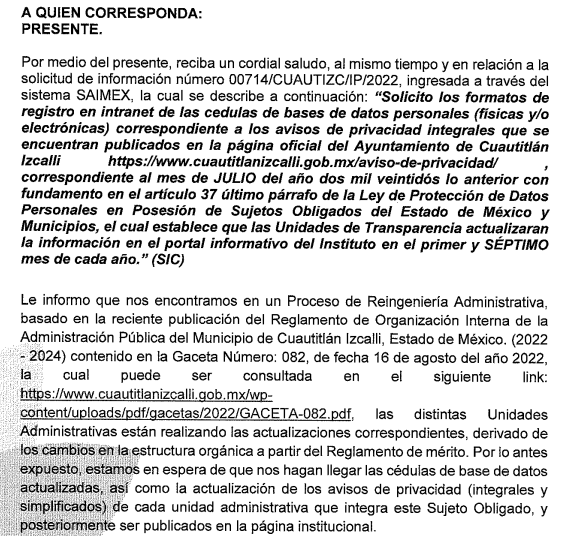 A QUIEN CORRESPONDA:
PRESENTE.
Por medio del presente, reciba un cordial saludo, al mismo tiempo y en relación a la
solicitud de información número 00714/CUAUTIZC/IP/2022, ingresada a través del
sistema SAIMEX, la cual se describe a continuación: “Solicito los formatos de
registro en intranet de las cedulas de bases de datos personales (físicas y/o
electrónicas) correspondiente a los avisos de privacidad integrales que se
encuentran publicados en la página oficial del Ayuntamiento de Cuautitlán
Izcalli https://www.cuautitlanizcalli.gob.mx/aviso-de-privacidad/ ,
correspondiente al mes de JULIO del año dos mil veintidós lo anterior con
fundamento en el artículo 37 último párrafo de la Ley de Protección de Datos
Personales en Posesión de Sujetos Obligados del Estado de México y
Municipios, el cual establece que las Unidades de Transparencia actualizaran
la información en el portal informativo del Instituto en el primer y SÉPTIMO
mes de cada año.” (SIC)
Le informo que nos encontramos en un Proceso de Reingeniería Administrativa,
basado en la reciente publicación del Reglamento de Organización Interna de la
Administración Pública del Municipio de Cuautitlán Izcalli, Estado de México. (2022
- 2024) contenido en la Gaceta Número: 082, de fecha 16 de agosto del año 2022,
la cual puede ser consultada en el siguiente link:
https://www.cuautitlanizcalli.gob.mx/wp-
content/uploads/pdf/gacetas/2022/GACETA-082.pdf, las distintas Unidades
Administrativas están realizando las actualizaciones correspondientes, derivado de
los cambios en la estructura orgánica a partir del Reglamento de mérito. Por lo antes
expuesto, estamos en espera de que nos hagan llegar las cédulas de base de datos
actualizadas, así como la actualización de los avisos de privacidad (integrales y
simplificados) de cada unidad administrativa que integra este Sujeto Obligado, y
posteriormente ser publicados en la página institucional.